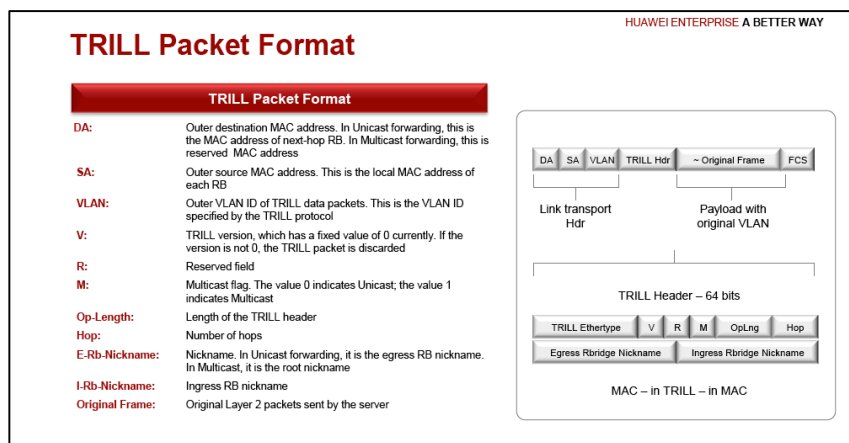 HUAWEI ENTERPRISE A BETTER WAY
TRILL Packet Format
TRILL Packet Format
DA: Outer destination MAC address. In Unicast forwarding, this is
the MAC address of next-hop RB. In Multicast forwarding, this is
reserved MAC address
SA: Outer source MAC address. This is the local MAC address of
each RB
VLAN: Outer VLAN ID of TRILL data packets. This is the VLAN ID
specified by the TRILL protocol
V: TRILL version, which has a fixed value of 0 currently. If the
version is not 0, the TRILL packet is discarded
R: Reserved field
M: Multicast flag. The value 0 indicates Unicast; the value 1
indicates Multicast
Op-Length: Length of the TRILL header
Hop: Number of hops
E-Rb-Nickname: Nickname. In Unicast forwarding, it is the egress RB nickname.
In Multicast, it is the root nickname
I-Rb-Nickname: Ingress RB nickname
Original Frame: Original Layer 2 packets sent by the server
DA SA VLAN TRILL Hdr ~ Original Frame FCS
Link transport Hdr
Payload with original VLAN
TRILL Header – 64 bits
TRILL Ethertype V R M OpLng Hop
Egress Rbridge Nickname Ingress Rbridge Nickname
MAC – in TRILL – in MAC